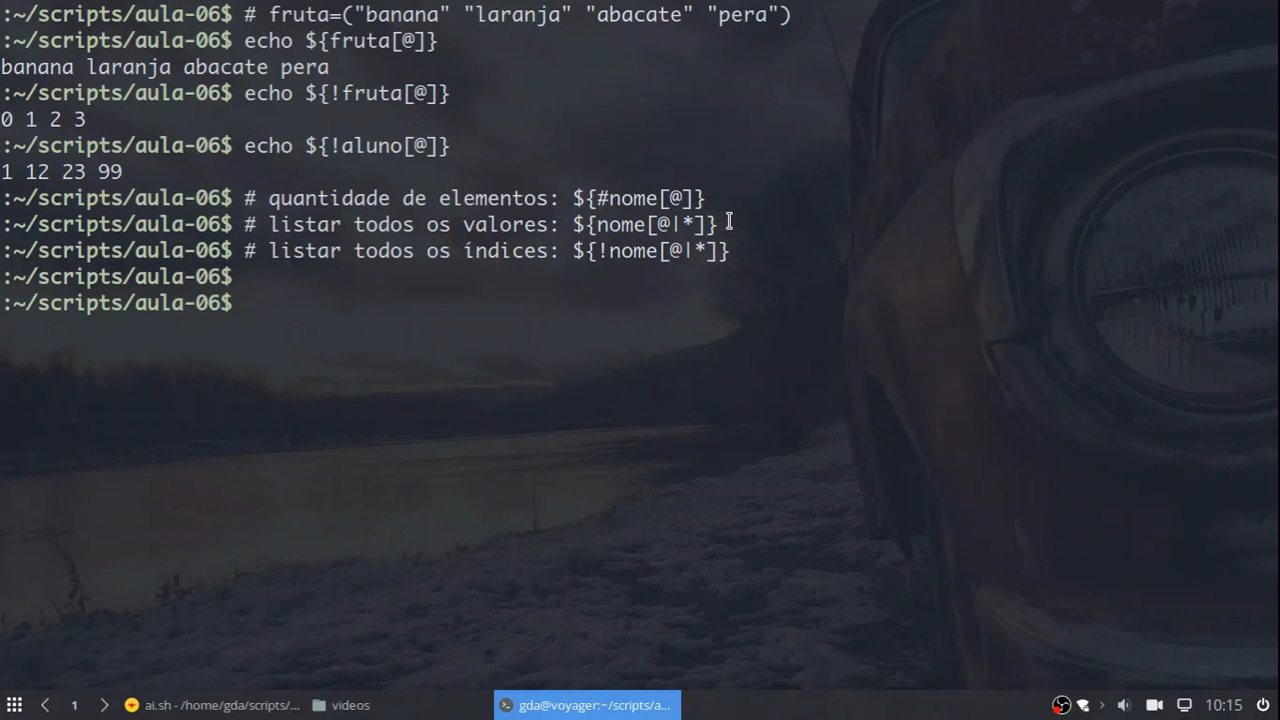 :~/scripts/aula-06$ # fruta=("banana" "laranja" "abacate" "pera")
:~/scripts/aula-06$ echo ${fruta[@]}
banana laranja abacate pera
:~/scripts/aula-06$ echo ${!fruta[@]}
0 1 2 3
:~/scripts/aula-06$ echo ${!aluno[@]}
1 12 23 99
:~/scripts/aula-06$ # quantidade de elementos: ${#nome[@]}
:~/scripts/aula-06$ # listar todos os valores: ${nome[@|*]}
:~/scripts/aula-06$ # listar todos os índices: ${!nome[@|*]}
:~/scripts/aula-06$
:~/scripts/aula-06$
1 ai.sh - /home/gda/scripts/... videos gda@voyager:~/scripts/a... 10:15